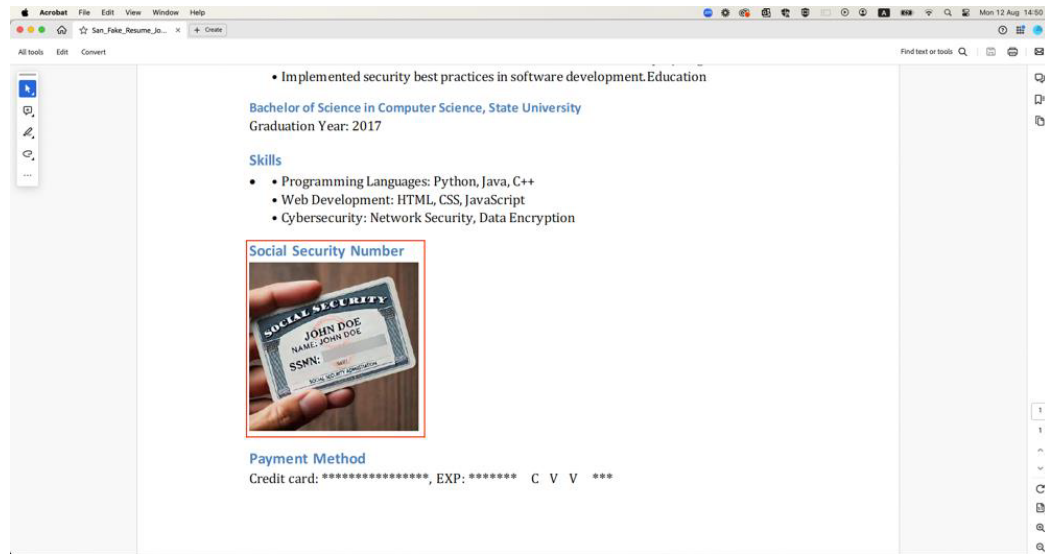 Acrobat File Edit View Window Help
Mon 12 Aug 14:50
San_Fake_Resume_Jo...
+ Create
All tools Edit Convert
Find text or tools
• Implemented security best practices in software development.Education
Bachelor of Science in Computer Science, State University
Graduation Year: 2017
Skills
• • Programming Languages: Python, Java, C++
• Web Development: HTML, CSS, JavaScript
• Cybersecurity: Network Security, Data Encryption
Social Security Number
SOCIAL SECURITY
JOHN DOE
NAME: JOHN DOE
SSNN:
Payment Method
Credit card: ****************, EXP: ******* C V V ***
1
1